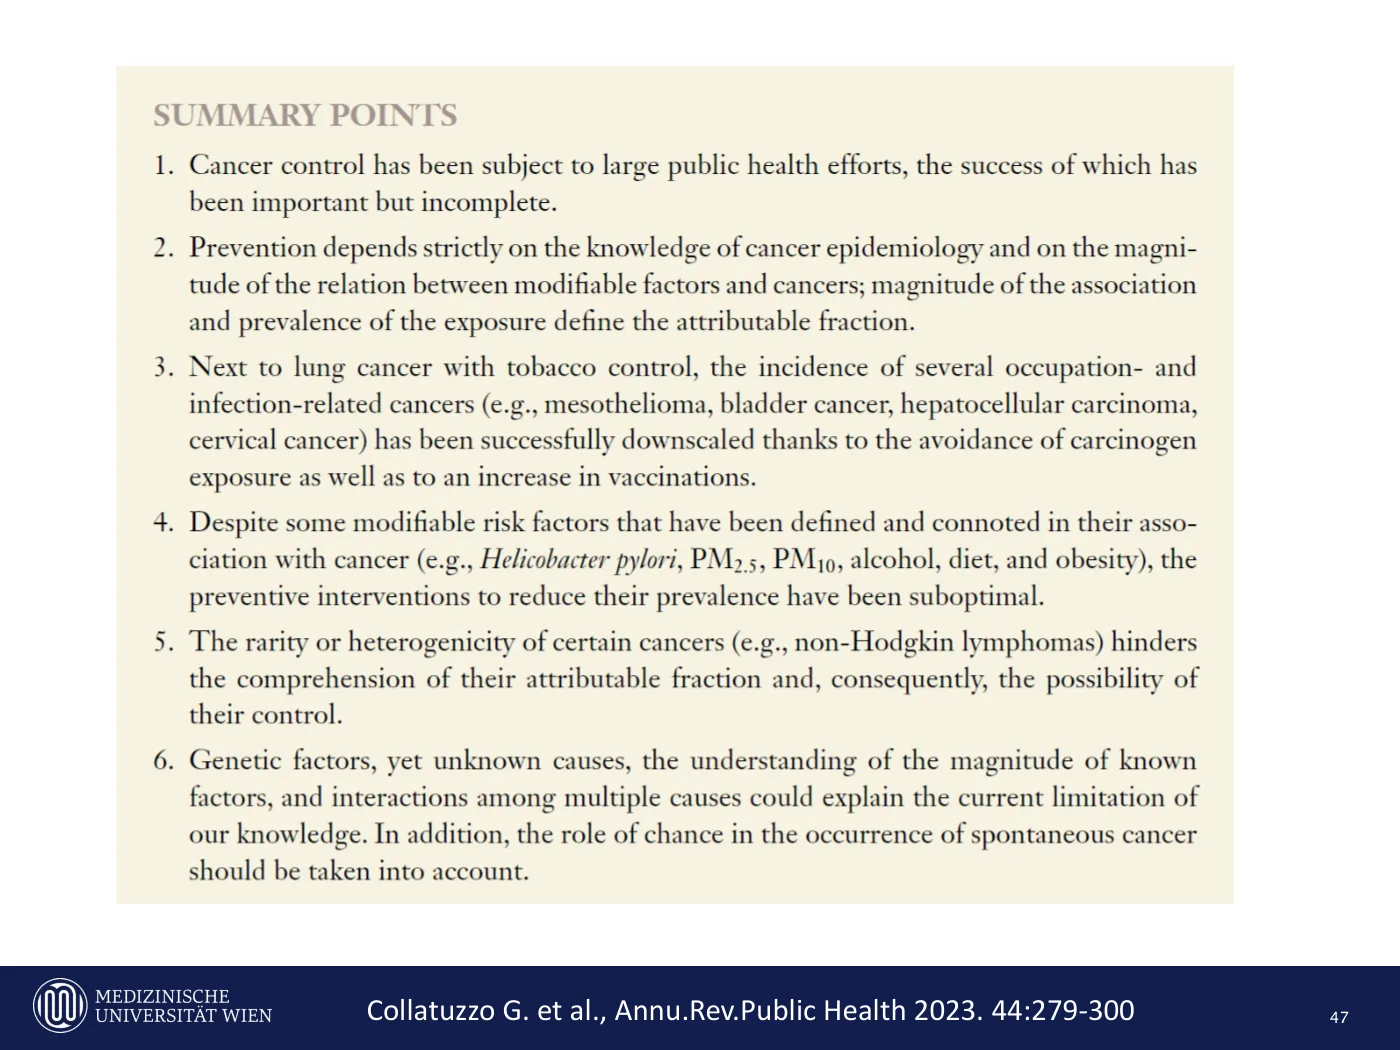 SUMMARY POINTS
1. Cancer control has been subject to large public health efforts, the success of which has
been important but incomplete.
2. Prevention depends strictly on the knowledge of cancer epidemiology and on the magni-
tude of the relation between modifiable factors and cancers; magnitude of the association
and prevalence of the exposure define the attributable fraction.
3. Next to lung cancer with tobacco control, the incidence of several occupation- and
infection-related cancers (e.g., mesothelioma, bladder cancer, hepatocellular carcinoma,
cervical cancer) has been successfully downscaled thanks to the avoidance of carcinogen
exposure as well as to an increase in vaccinations.
4. Despite some modifiable risk factors that have been defined and connoted in their asso-
ciation with cancer (e.g., Helicobacter pylori, PM2.5, PM10, alcohol, diet, and obesity), the
preventive interventions to reduce their prevalence have been suboptimal.
5. The rarity or heterogenicity of certain cancers (e.g., non-Hodgkin lymphomas) hinders
the comprehension of their attributable fraction and, consequently, the possibility of
their control.
6. Genetic factors, yet unknown causes, the understanding of the magnitude of known
factors, and interactions among multiple causes could explain the current limitation of
our knowledge. In addition, the role of chance in the occurrence of spontaneous cancer
should be taken into account.
MEDIZINISCHE
UNIVERSITÄT WIEN
Collatuzzo G. et al., Annu.Rev.Public Health 2023. 44:279-300
47